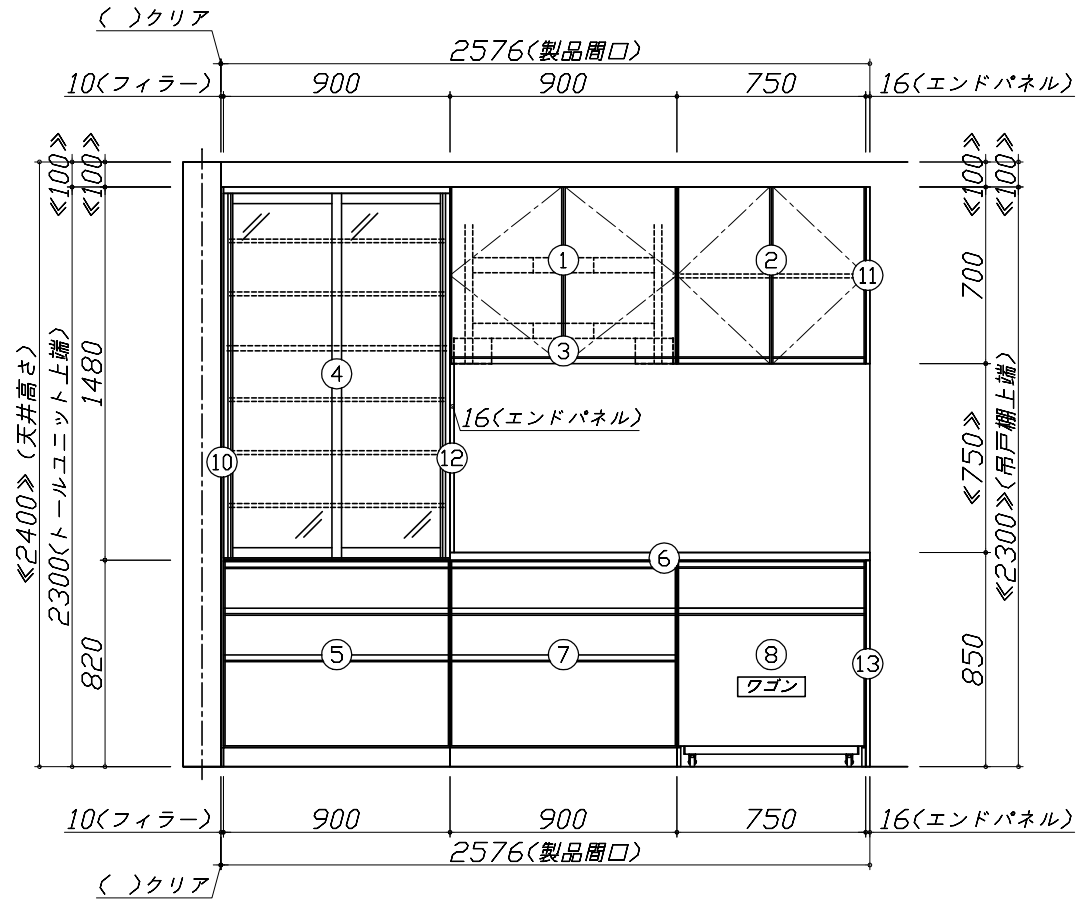 ( )クリア
2576(製品間口)
10(フィラー)
900
900
750
16(エンドパネル)
≪100≫
≪100≫
≪100≫
≪100≫
≪2400≫(天井高さ)
2300(トールユニット上端)
1480
820
700
≪750≫
850
≪2300≫(吊戸棚上端)
1
2
11
3
4
16(エンドパネル)
10
12
6
5
7
8
13
ワゴン
10(フィラー)
900
900
750
16(エンドパネル)
2576(製品間口)
( )クリア